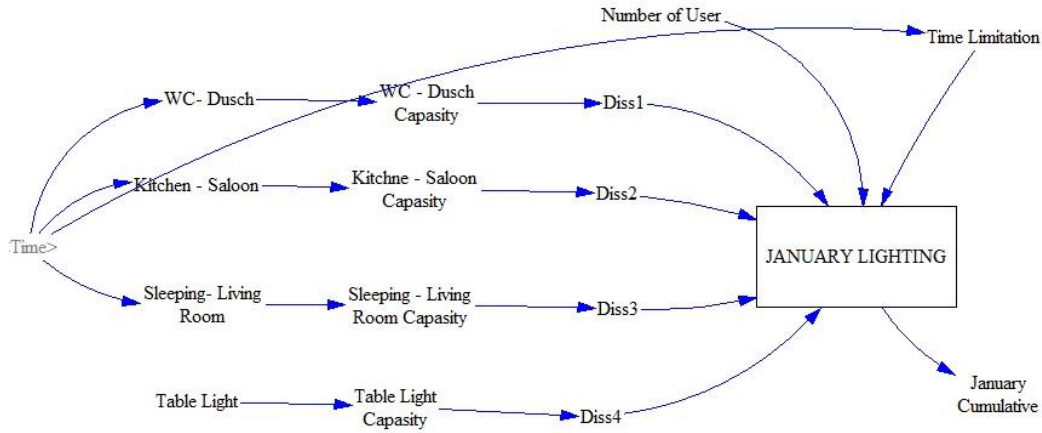 Number of User
Time Limitation
WC- Dusch
WC - Dusch
Capasity
Diss1
Kitchen - Saloon
Kitchne - Saloon
Capasity
Diss2
:Time>
JANUARY LIGHTING
Sleeping- Living
Room
Sleeping - Living
Room Capasity
Diss3
Table Light
Table Light
Capasity
Diss4
January
Cumulative